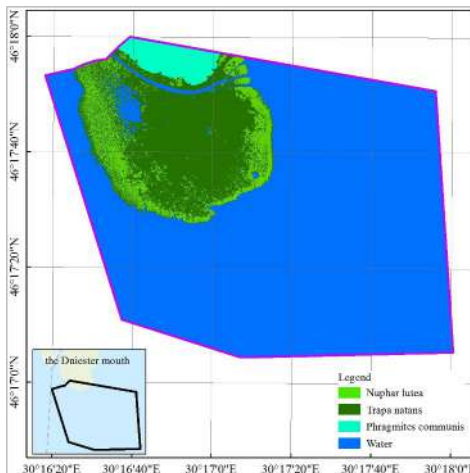 46°18'0"N
46°17'40"N
46°17'20"N
46°17'0"N
the Dniester mouth
Legend
Nuphar lutea
Trapa natans
Phragmites communis
Water
30°16'20"E
30°16'40"E
30°17'0"E
30°17'20"E
30°17'40"E
30°18'0"E